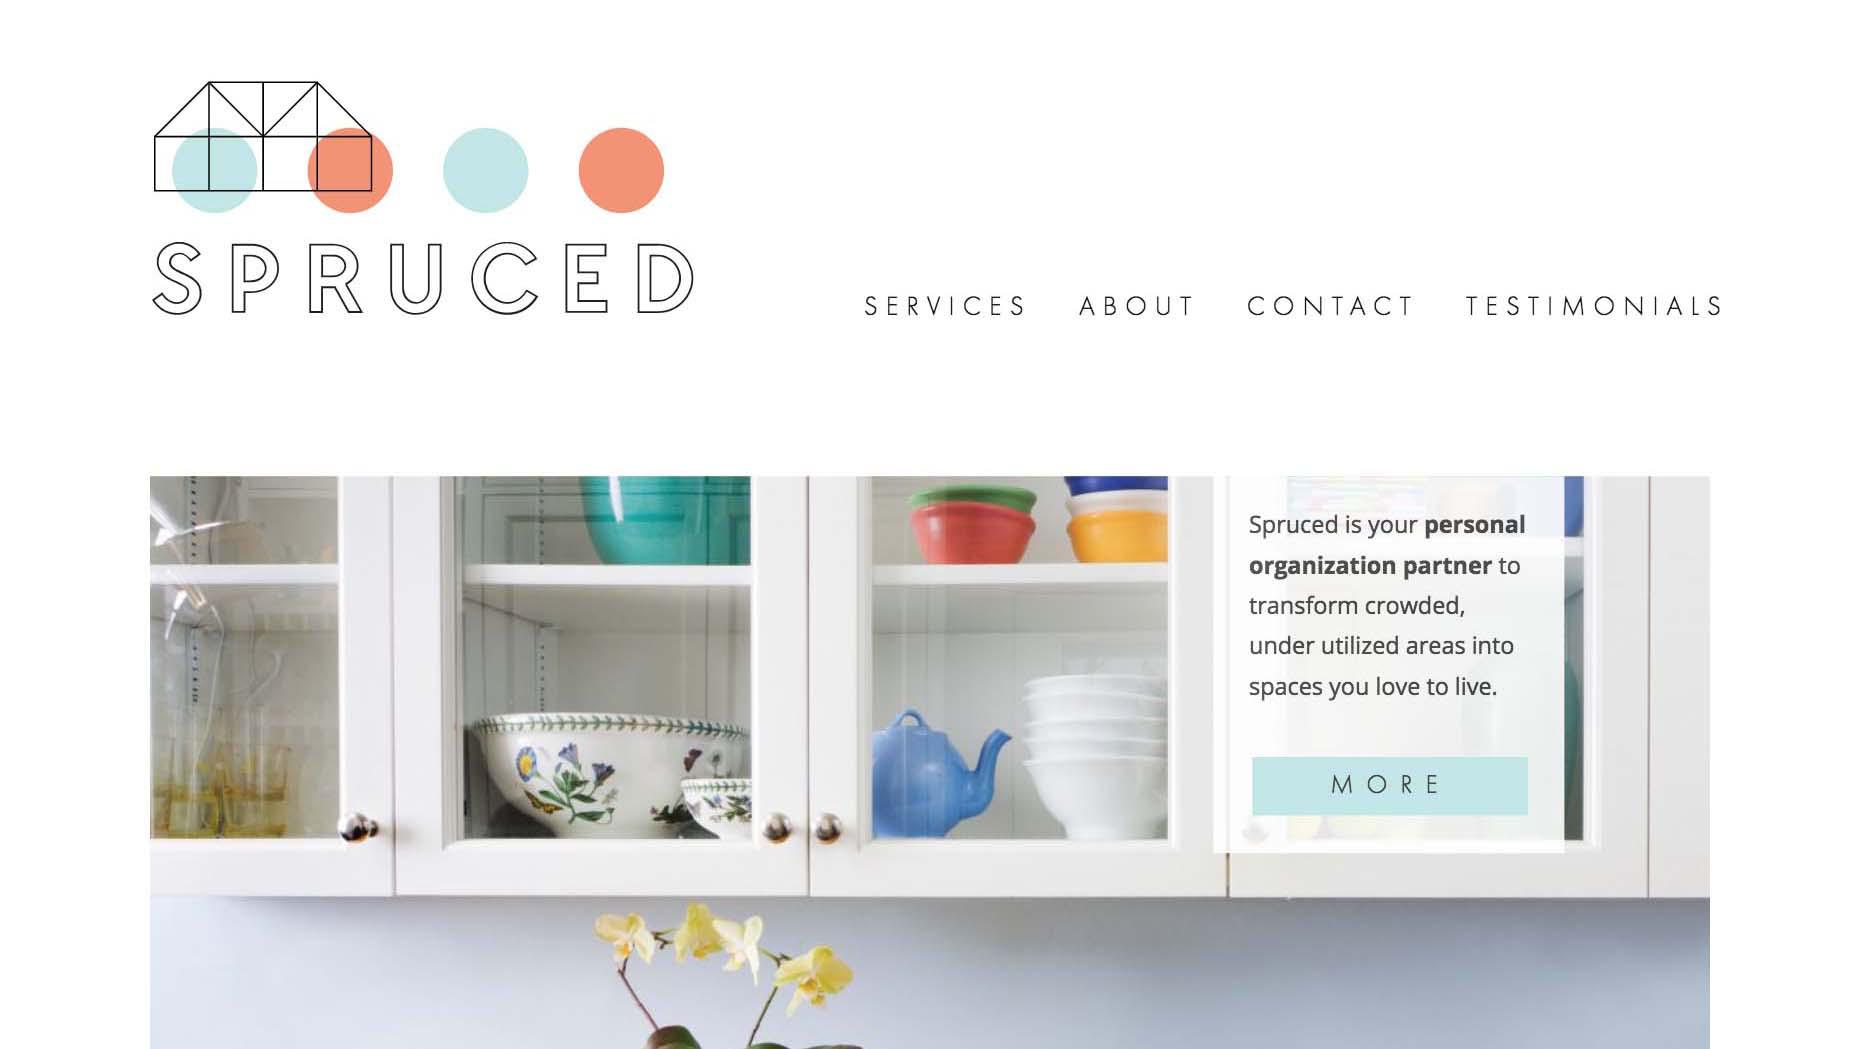 SPRUCED
SERVICES ABOUT CONTACT TESTIMONIALS
Spruced is your personal
organization partner to
transform crowded,
under utilized areas into
spaces you love to live.
MORE